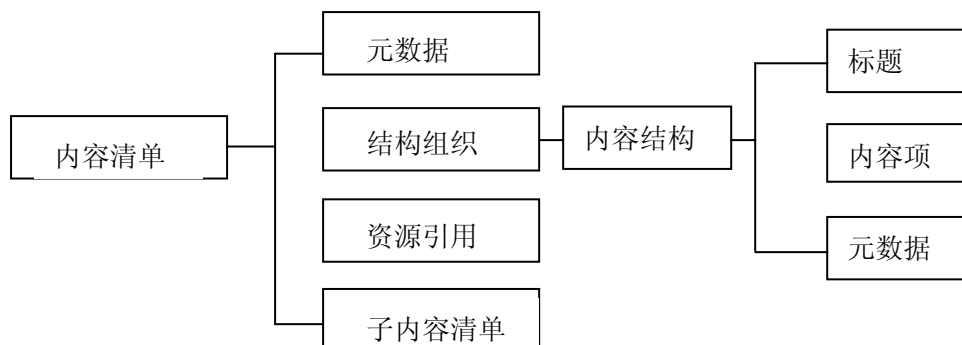 内容清单
元数据
结构组织
资源引用
子内容清单
内容结构
标题
内容项
元数据